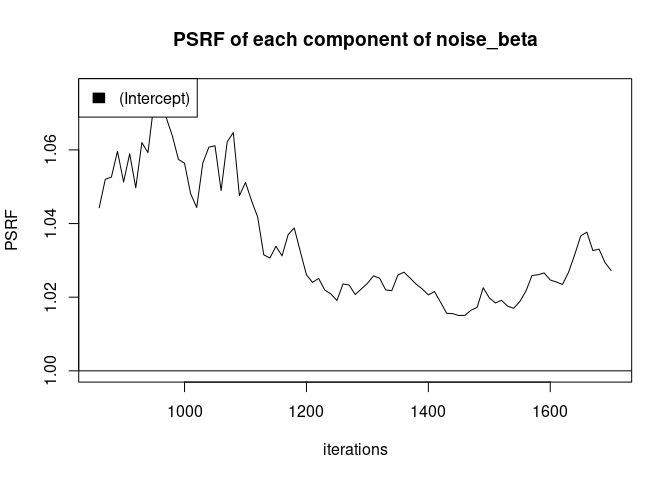 PSRF of each component of noise_beta
(Intercept)
PSRF
1.06
1.04
1.02
1.00
1000 1200 1400 1600
iterations